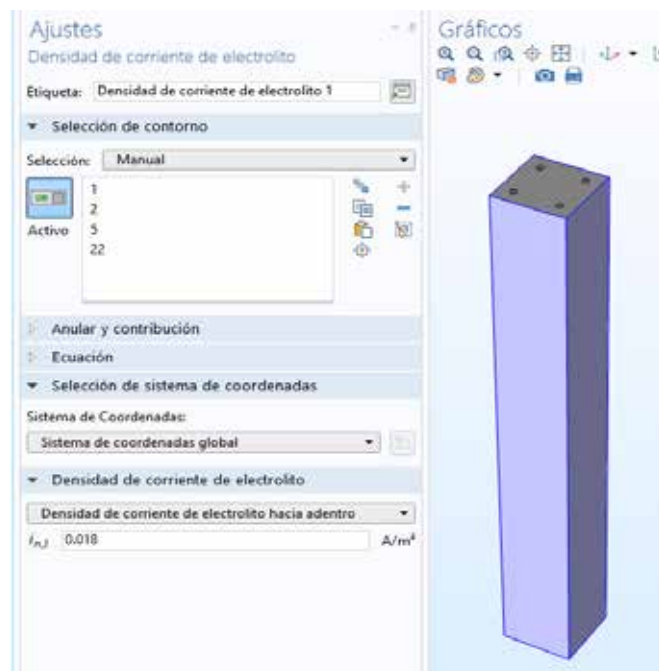 Ajustes
Densidad de corriente de electrolito
Etiqueta: Densidad de corriente de electrolito 1
Selección de contorno
Selección: Manual
1
2
5
22
Activo
Anular y contribución
Ecuación
Selección de sistema de coordenadas
Sistema de Coordenadas:
Sistema de coordenadas global
Densidad de corriente de electrolito
Densidad de corriente de electrolito hacia adentro
i_n,l 0.018 A/m²
Gráficos